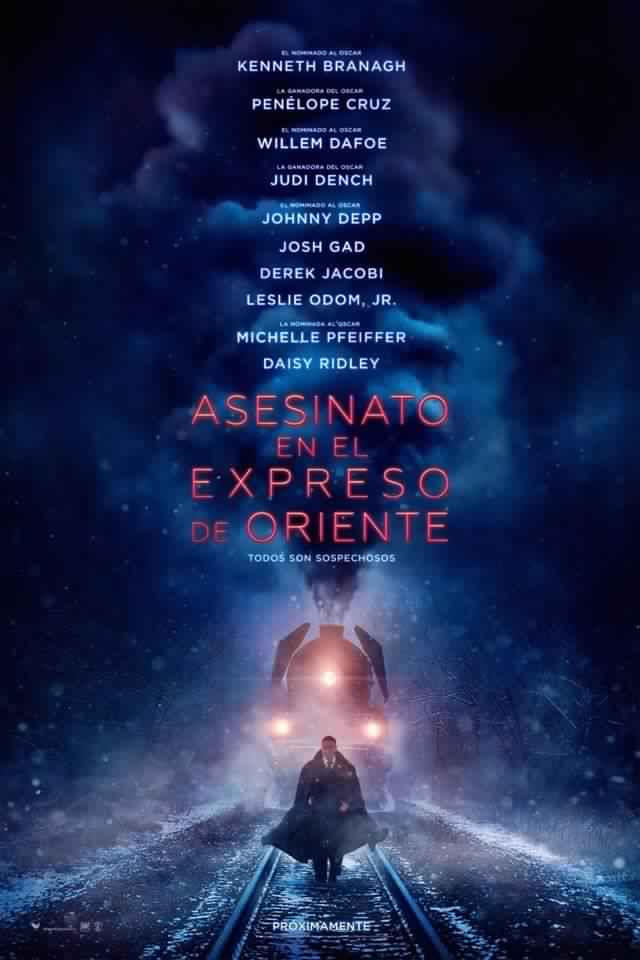 EL NOMINADO AL OSCAR
KENNETH BRANAGH
LA GANADORA DEL OSCAR
PENÉLOPE CRUZ
EL NOMINADO AL OSCAR
WILLEM DAFOE
LA GANADORA DEL OSCAR
JUDI DENCH
EL NOMINADO AL OSCAR
JOHNNY DEPP
JOSH GAD
DEREK JACOBI
LESLIE ODOM, JR.
LA NOMINADA AL OSCAR
MICHELLE PFEIFFER
DAISY RIDLEY
ASESINATO
EN EL
EXPRESO
DE ORIENTE
TODOS SON SOSPECHOSOS
PRÓXIMAMENTE